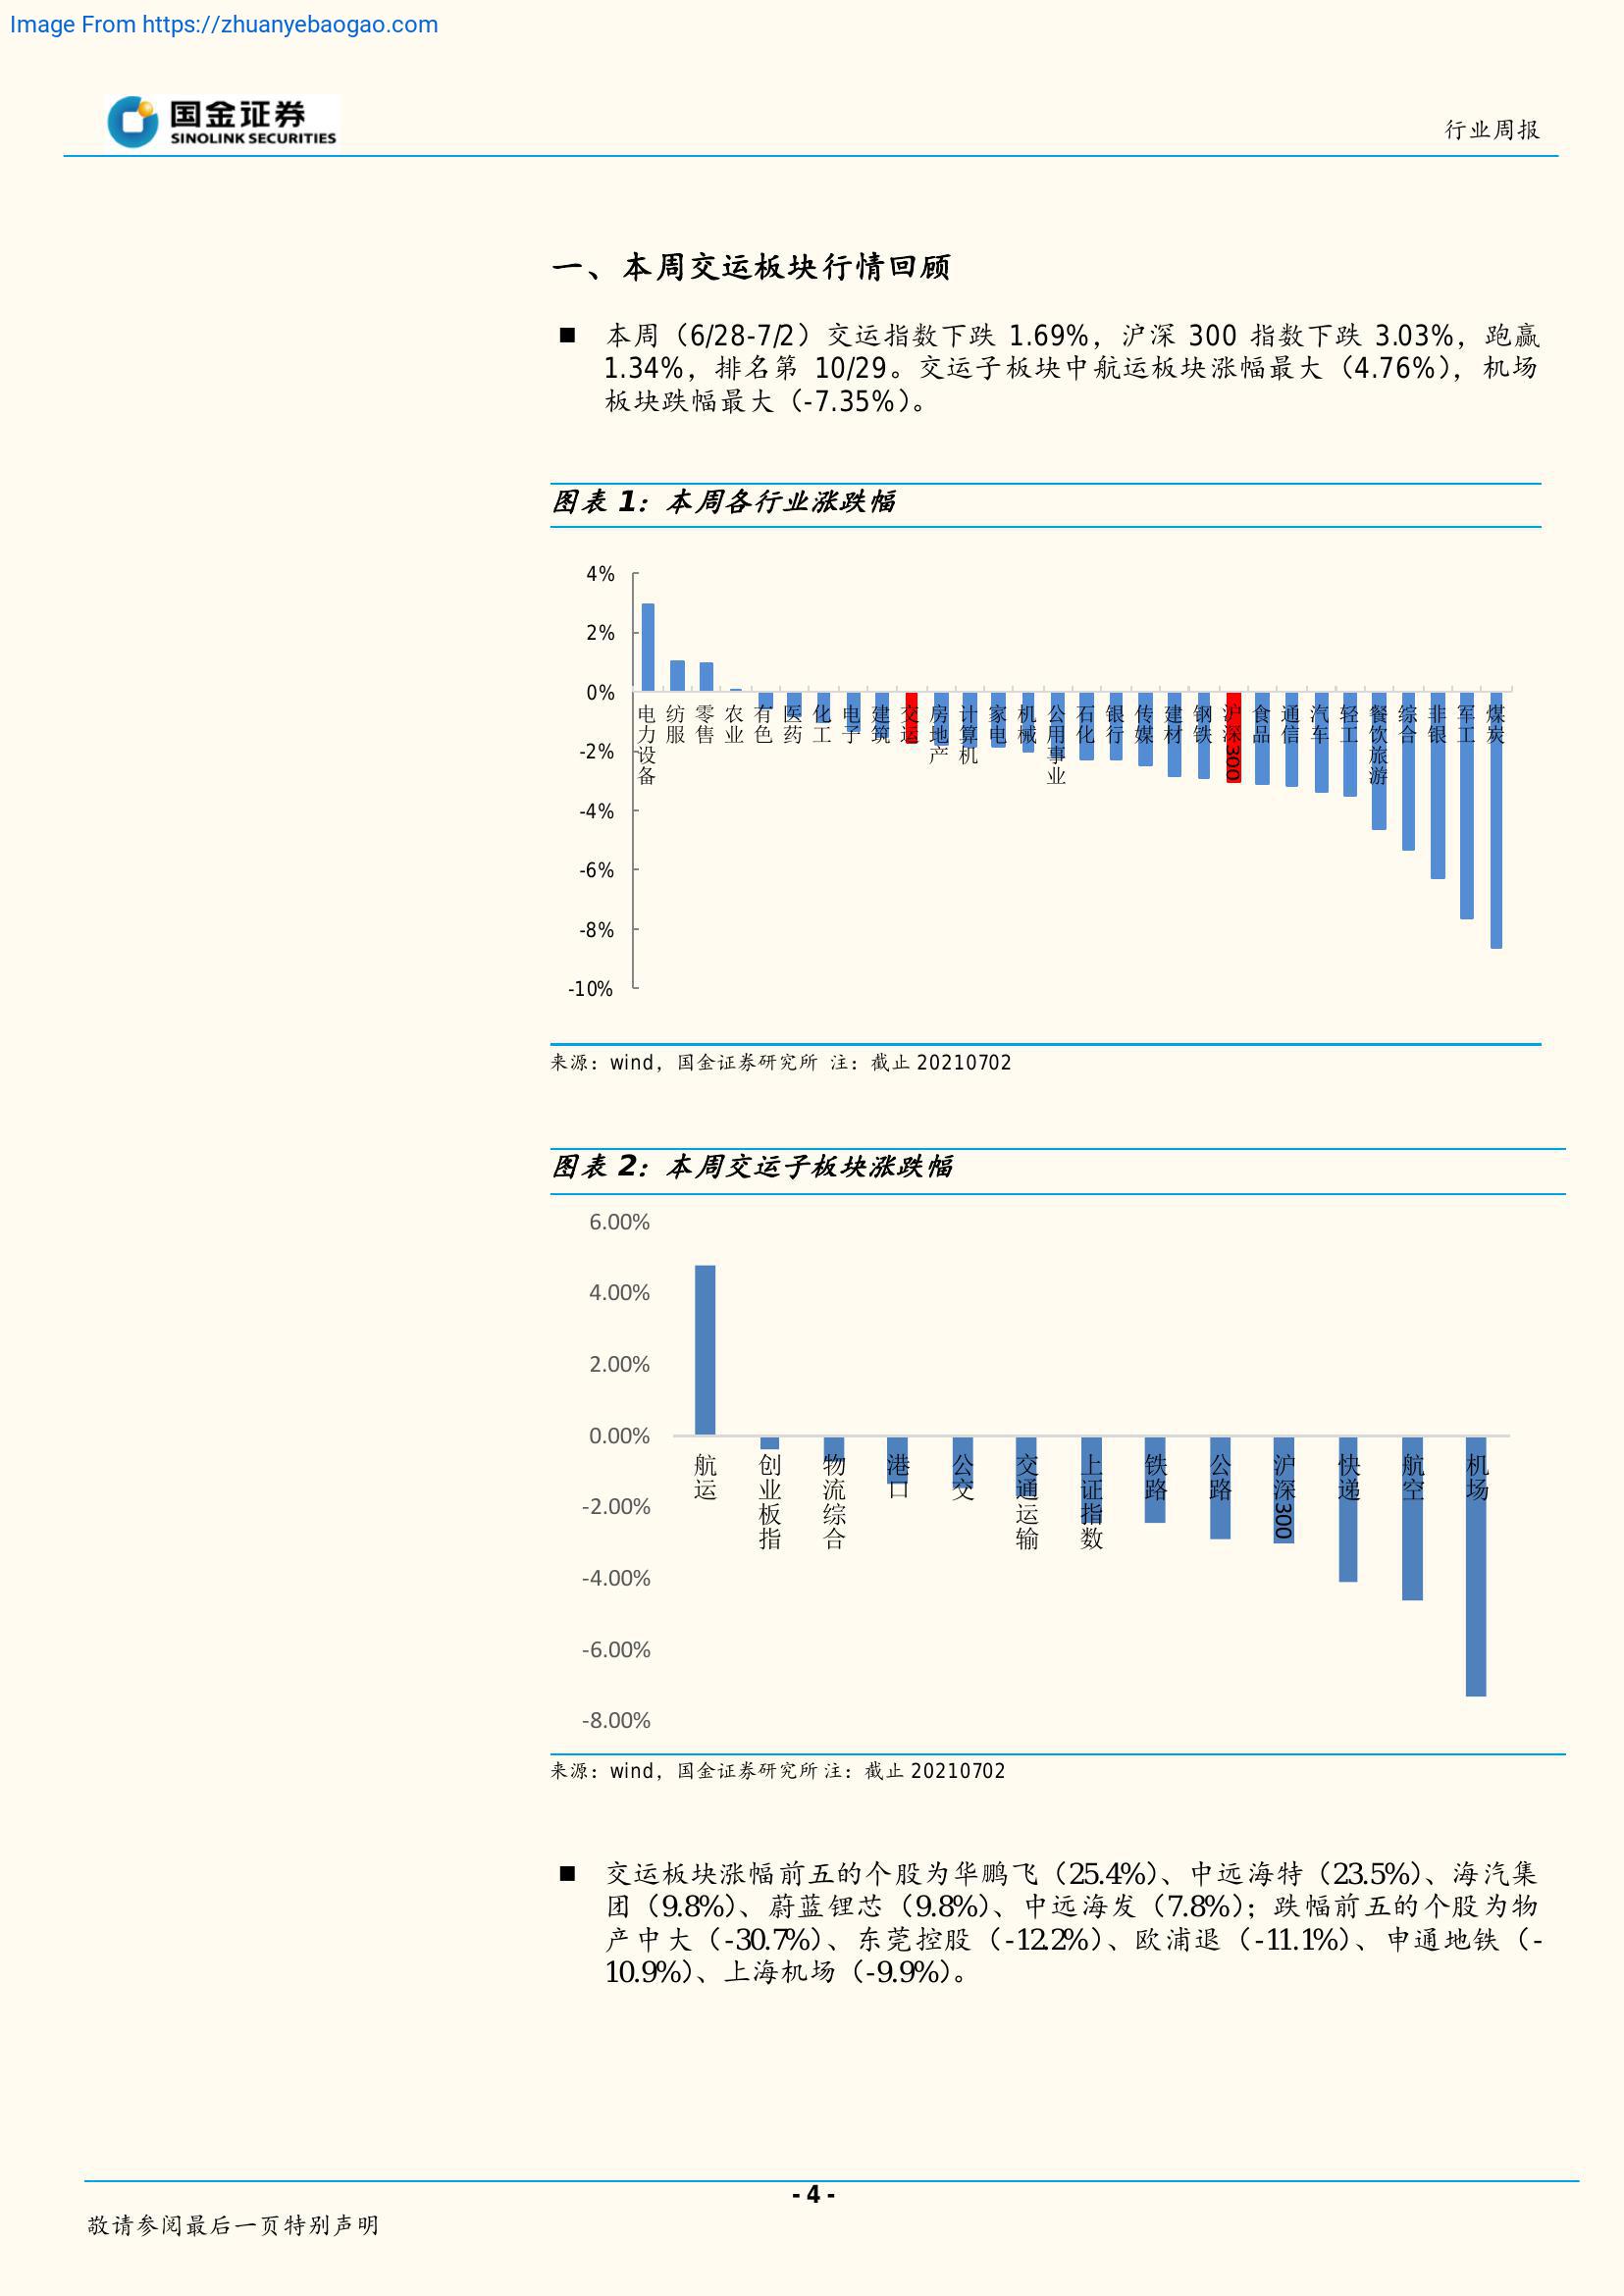 Image From https://zhuanyebaogao.com
国金证券
SINOLINK SECURITIES
行业周报
一、本周交运板块行情回顾
■ 本周（6/28-7/2）交运指数下跌 1.69%，沪深 300 指数下跌 3.03%，跑赢
1.34%，排名第 10/29。交运子板块中航运板块涨幅最大（4.76%），机场
板块跌幅最大（-7.35%）。
图表 1：本周各行业涨跌幅
4%
2%
0%
-2%
-4%
-6%
-8%
-10%
电力设备
纺服
零售
农业
有色
医药
化工
电子
建筑
交运
房地产
计算机
家电
机械
公用事业
石化
银行
传媒
建材
钢铁
沪深300
食品
通信
汽车
轻工
餐饮旅游
综合
非银
军工
煤炭
来源：wind，国金证券研究所 注：截止 20210702
图表 2：本周交运子板块涨跌幅
6.00%
4.00%
2.00%
0.00%
-2.00%
-4.00%
-6.00%
-8.00%
航运
创业板指
物流综合
港口
公交
交通运输
上证指数
铁路
公路
沪深300
快递
航空
机场
来源：wind，国金证券研究所 注：截止 20210702
■ 交运板块涨幅前五的个股为华鹏飞（25.4%）、中远海特（23.5%）、海汽集
团（9.8%）、蔚蓝锂芯（9.8%）、中远海发（7.8%）；跌幅前五的个股为物
产中大（-30.7%）、东莞控股（-12.2%）、欧浦退（-11.1%）、申通地铁（-
10.9%）、上海机场（-9.9%）。
- 4 -
敬请参阅最后一页特别声明